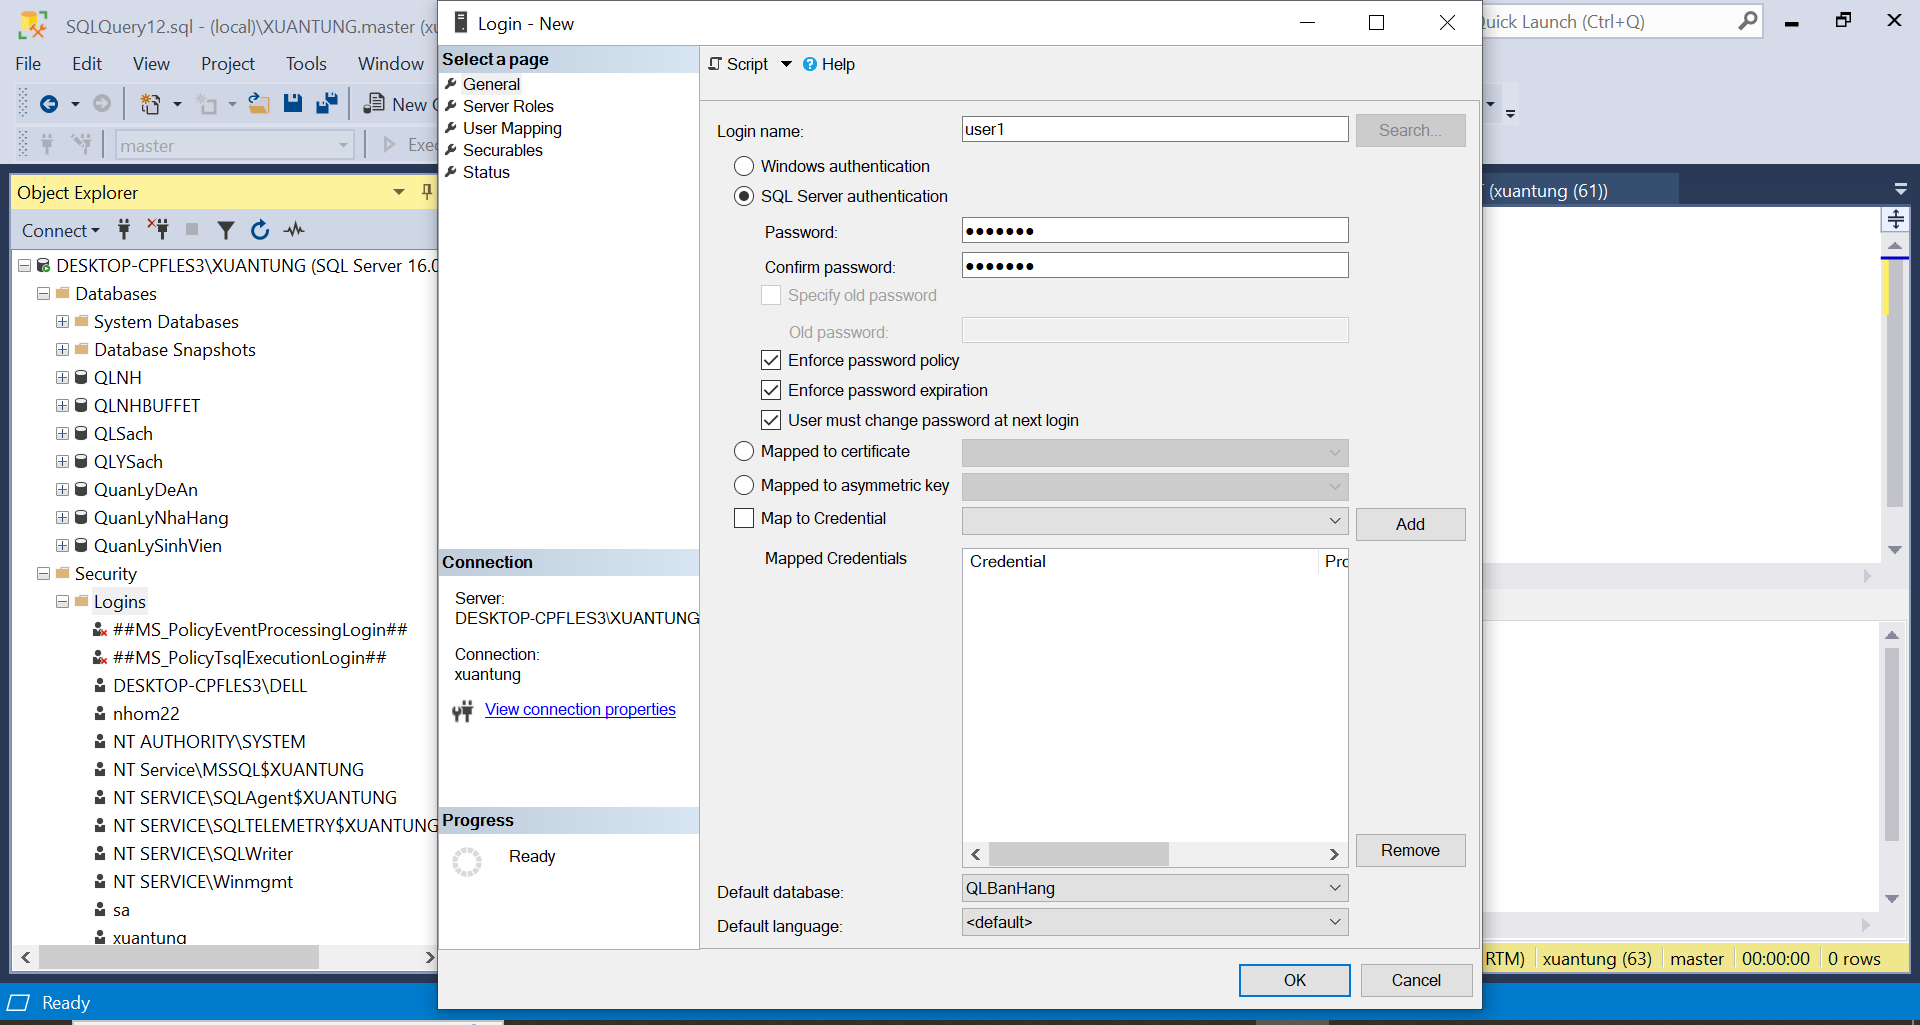 SQLQuery12.sql - (local)\XUANTUNG.master (xu
Quick Launch (Ctrl+Q)
File Edit View Project Tools Window
New
master
Exec
Object Explorer
Connect
DESKTOP-CPFLES3\XUANTUNG (SQL Server 16.0
Databases
System Databases
Database Snapshots
QLNH
QLNHBUFFET
QLSach
QLYSach
QuanLyDeAn
QuanLyNhaHang
QuanLySinhVien
Security
Logins
##MS_PolicyEventProcessingLogin##
##MS_PolicyTsqlExecutionLogin##
DESKTOP-CPFLES3\DELL
nhom22
NT AUTHORITY\SYSTEM
NT Service\MSSQL$XUANTUNG
NT SERVICE\SQLAgent$XUANTUNG
NT SERVICE\SQLTELEMETRY$XUANTUNG
NT SERVICE\SQLWriter
NT SERVICE\Winmgmt
sa
xuantung
Ready
Login - New
Select a page
General
Server Roles
User Mapping
Securables
Status
Connection
Server:
DESKTOP-CPFLES3\XUANTUNG
Connection:
xuantung
View connection properties
Progress
Ready
Script Help
Login name: user1 Search...
Windows authentication
SQL Server authentication
Password: ●●●●●●●
Confirm password: ●●●●●●●
Specify old password
Old password:
Enforce password policy
Enforce password expiration
User must change password at next login
Mapped to certificate
Mapped to asymmetric key
Map to Credential Add
Mapped Credentials Credential Pro
Remove
Default database: QLBanHang
Default language: <default>
OK Cancel
(xuantung (61))
RTM) xuantung (63) master 00:00:00 0 rows